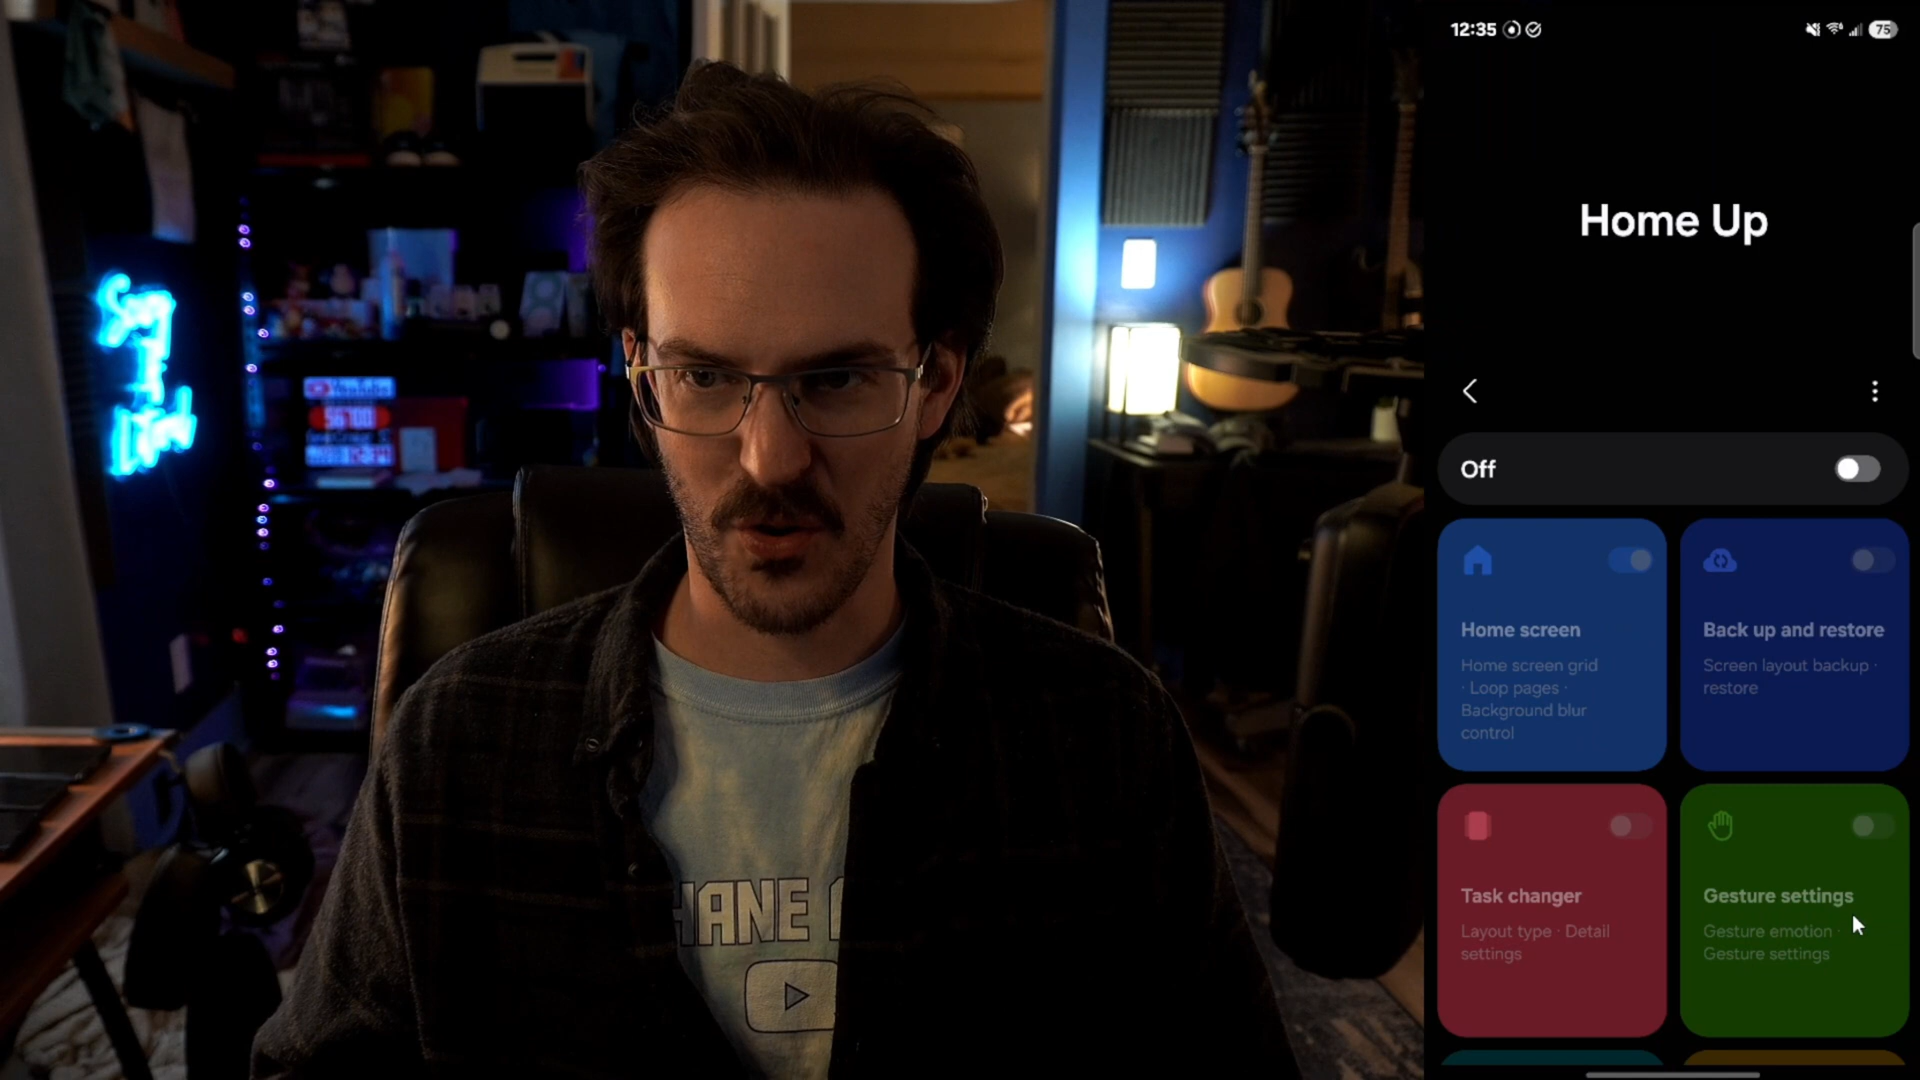 12:35
75
Home Up
Off
Home screen
Home screen grid
· Loop pages ·
Background blur
control
Back up and restore
Screen layout backup ·
restore
Task changer
Layout type · Detail
settings
Gesture settings
Gesture emotion ·
Gesture settings
HANE